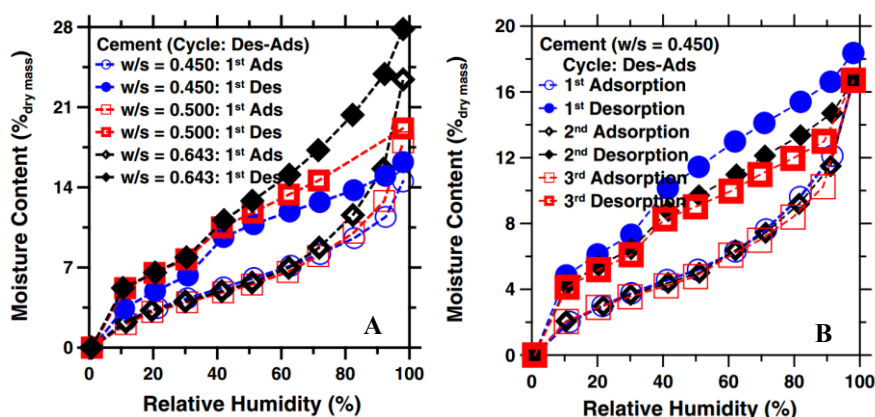 28
21
14
7
0
Moisture Content (%dry mass)
Cement (Cycle: Des-Ads)
w/s = 0.450: 1st Ads
w/s = 0.450: 1st Des
w/s = 0.500: 1st Ads
w/s = 0.500: 1st Des
w/s = 0.643: 1st Ads
w/s = 0.643: 1st Des
A
0 20 40 60 80 100
Relative Humidity (%)
20
16
12
8
4
0
Moisture Content (%dry mass)
Cement (w/s = 0.450)
Cycle: Des-Ads
1st Adsorption
1st Desorption
2nd Adsorption
2nd Desorption
3rd Adsorption
3rd Desorption
B
0 20 40 60 80 100
Relative Humidity (%)